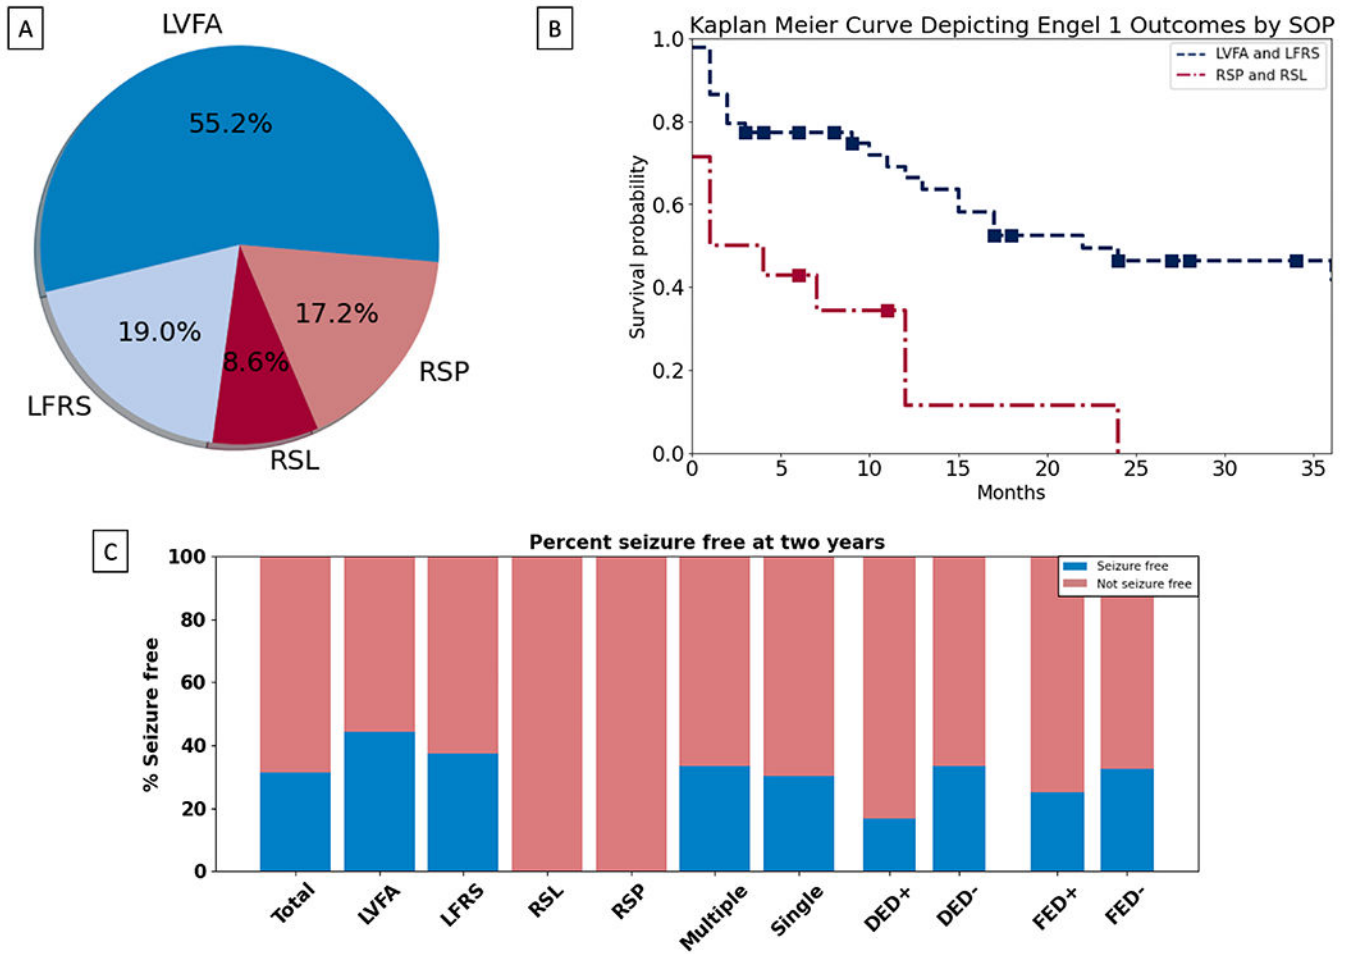 A
LVFA
55.2%
19.0%
8.6%
17.2%
LFRS
RSL
RSP
B
Kaplan Meier Curve Depicting Engel 1 Outcomes by SOP
LVFA and LFRS
RSP and RSL
Survival probability
1.0
0.8
0.6
0.4
0.2
0.0
0 5 10 15 20 25 30 35
Months
C
Percent seizure free at two years
Seizure free
Not seizure free
% Seizure free
100
80
60
40
20
0
Total LVFA LFRS RSL RSP Multiple Single DED+ DED- FED+ FED-